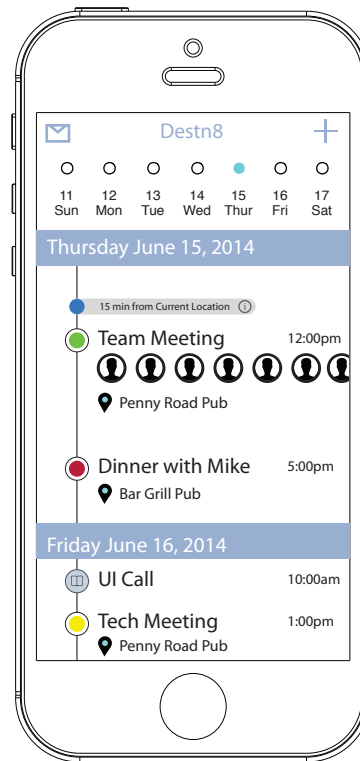 Destn8
11 12 13 14 15 16 17
Sun Mon Tue Wed Thur Fri Sat
Thursday June 15, 2014
15 min from Current Location i
Team Meeting 12:00pm
Penny Road Pub
Dinner with Mike 5:00pm
Bar Grill Pub
Friday June 16, 2014
UI Call 10:00am
Tech Meeting 1:00pm
Penny Road Pub